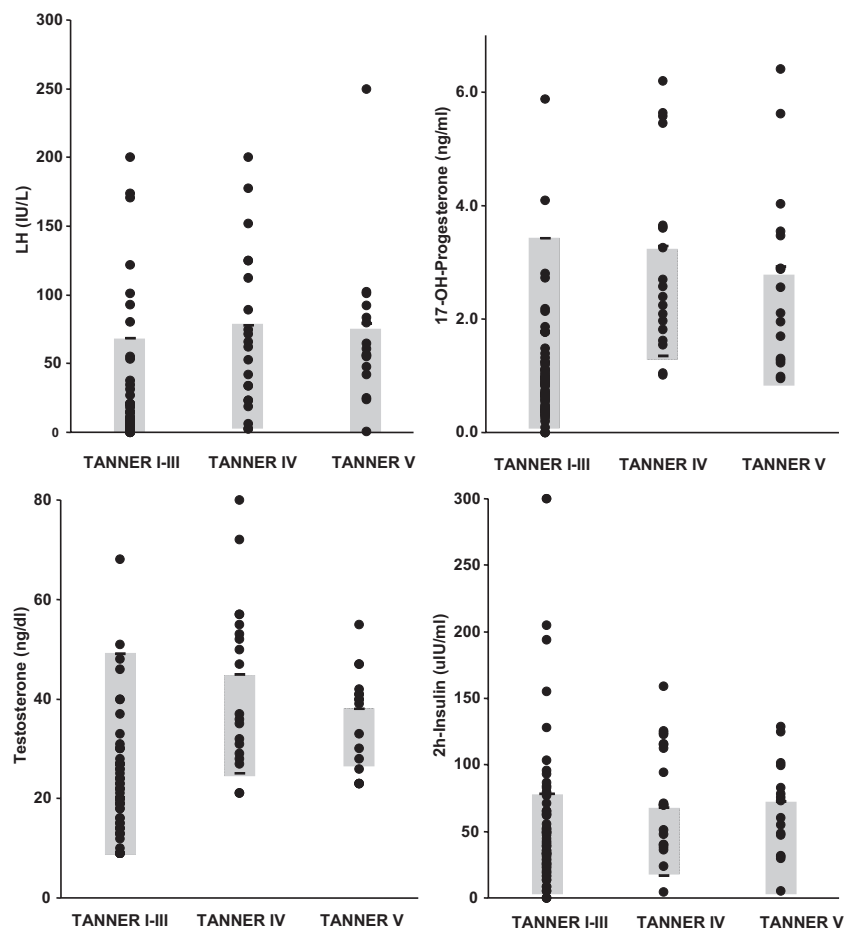 300
250
200
150
100
50
0
LH (IU/L)
TANNER I-III TANNER IV TANNER V
6.0
4.0
2.0
0.0
17-OH-Progesterone (ng/ml)
TANNER I-III TANNER IV TANNER V
80
60
40
20
0
Testosterone (ng/dl)
TANNER I-III TANNER IV TANNER V
300
250
200
150
100
50
0
2h-Insulin (uIU/ml)
TANNER I-III TANNER IV TANNER V